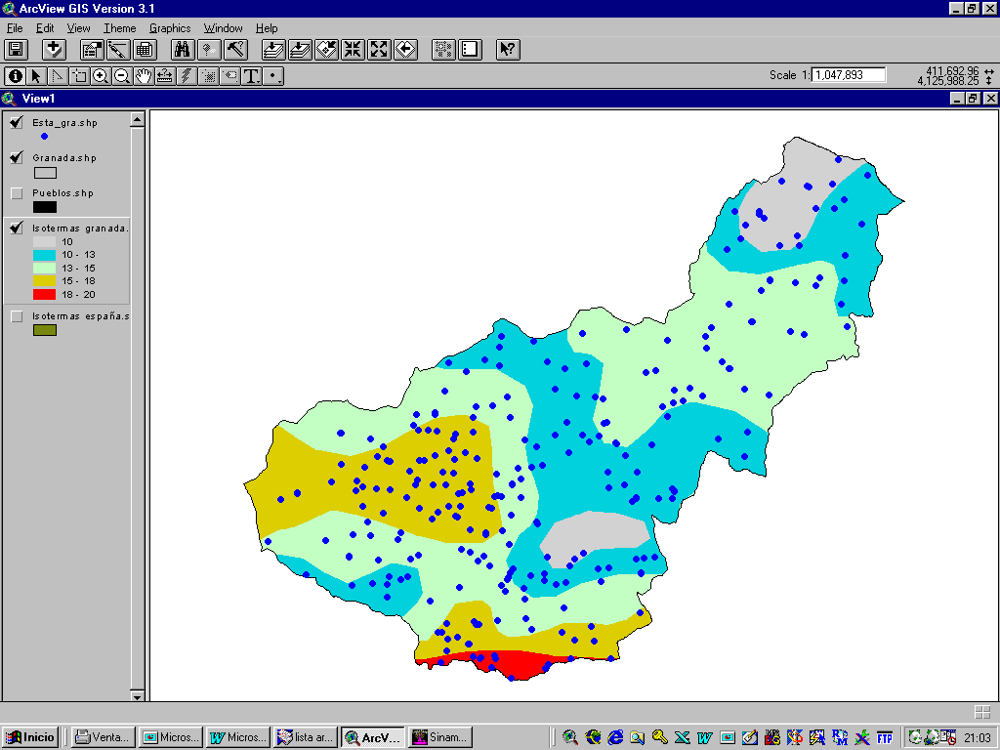 ArcView GIS Version 3.1
File Edit View Theme Graphics Window Help
Scale 1: 1,047,893 411,692.96
4,125,988.25
View1
Esta_gra.shp
Granada.shp
Pueblos.shp
Isotermas granada.
10
10 - 13
13 - 15
15 - 18
18 - 20
Isotermas españa.s
Inicio Venta... Micros... Micros... lista ar... ArcV... Sinam... FTP 21:03